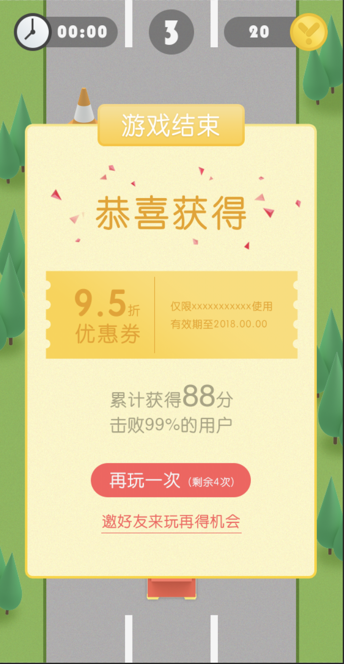 00:00
3
20
游戏结束
恭喜获得
9.5折
优惠券
仅限xxxxxxxxxxx使用
有效期至2018.00.00
累计获得88分
击败99%的用户
再玩一次（剩余4次）
邀好友来玩再得机会